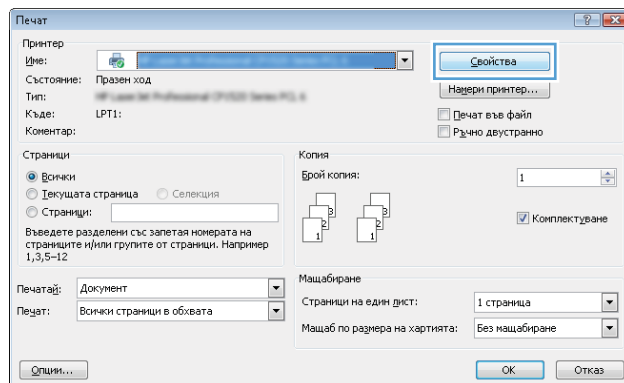 Печат
Принтер
Име:
Свойства
Състояние: Празен ход
Тип:
Намери принтер...
Къде: LPT1:
Печат във файл
Коментар:
Ръчно двустранно
Страници
Всички
Текущата страница Селекция
Страници:
Въведете разделени със запетая номерата на
страниците и/или групите от страници. Например
1,3,5–12
Копия
Брой копия: 1
Комплектуване
Печатай: Документ
Печат: Всички страници в обхвата
Мащабиране
Страници на един лист: 1 страница
Мащаб по размера на хартията: Без мащабиране
Опции...
OK
Отказ